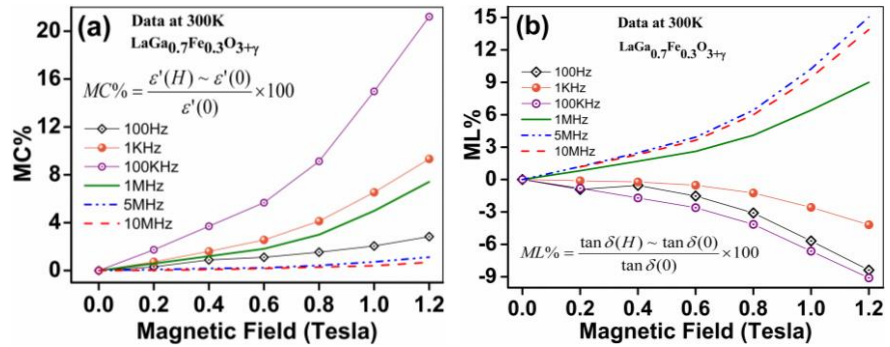 (a)
Data at 300K
LaGa0.7Fe0.3O3+γ
MC% = ε'(H) ~ ε'(0) / ε'(0) ×100
100Hz
1KHz
100KHz
1MHz
5MHz
10MHz
20
16
12
8
4
0
MC%
0.0 0.2 0.4 0.6 0.8 1.0 1.2
Magnetic Field (Tesla)
(b)
Data at 300K
LaGa0.7Fe0.3O3+γ
100Hz
1KHz
100KHz
1MHz
5MHz
10MHz
ML% = tan δ(H) ~ tan δ(0) / tan δ(0) ×100
15
12
9
6
3
0
-3
-6
-9
ML%
0.0 0.2 0.4 0.6 0.8 1.0 1.2
Magnetic Field (Tesla)